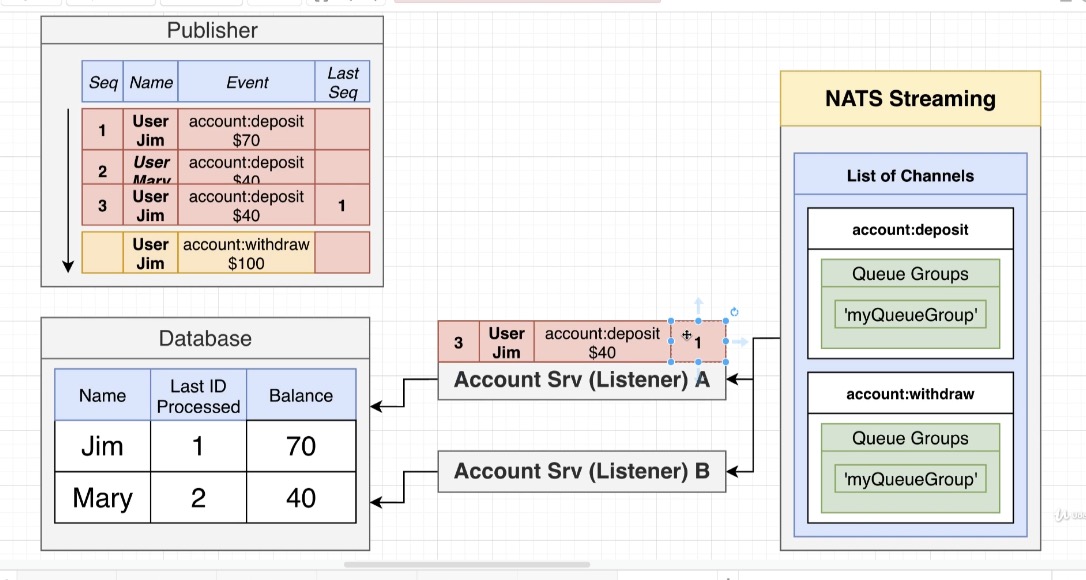 Publisher
Seq Name Event Last
Seq
1 User
Jim account:deposit
$70
2 User
Mary account:deposit
$40
3 User
Jim account:deposit
$40 1
User
Jim account:withdraw
$100
Database
Name Last ID
Processed Balance
Jim 1 70
Mary 2 40
3 User
Jim account:deposit
$40 1
Account Srv (Listener) A
Account Srv (Listener) B
NATS Streaming
List of Channels
account:deposit
Queue Groups
'myQueueGroup'
account:withdraw
Queue Groups
'myQueueGroup'